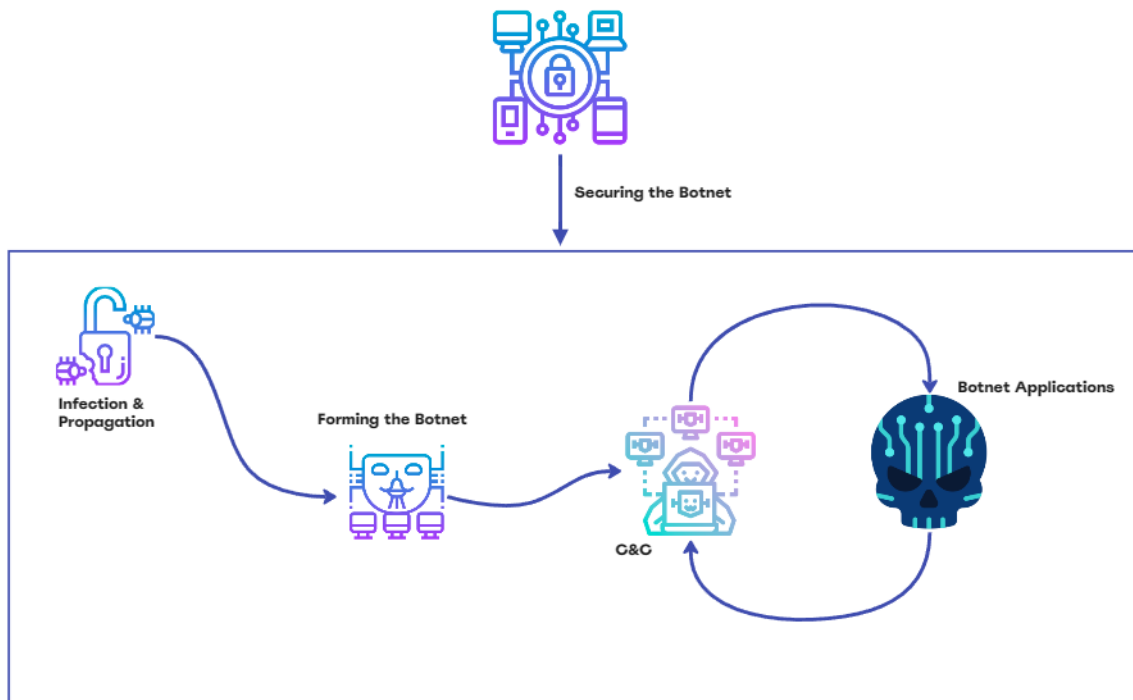 Securing the Botnet
Infection &
Propagation
Forming the Botnet
C&C
Botnet Applications